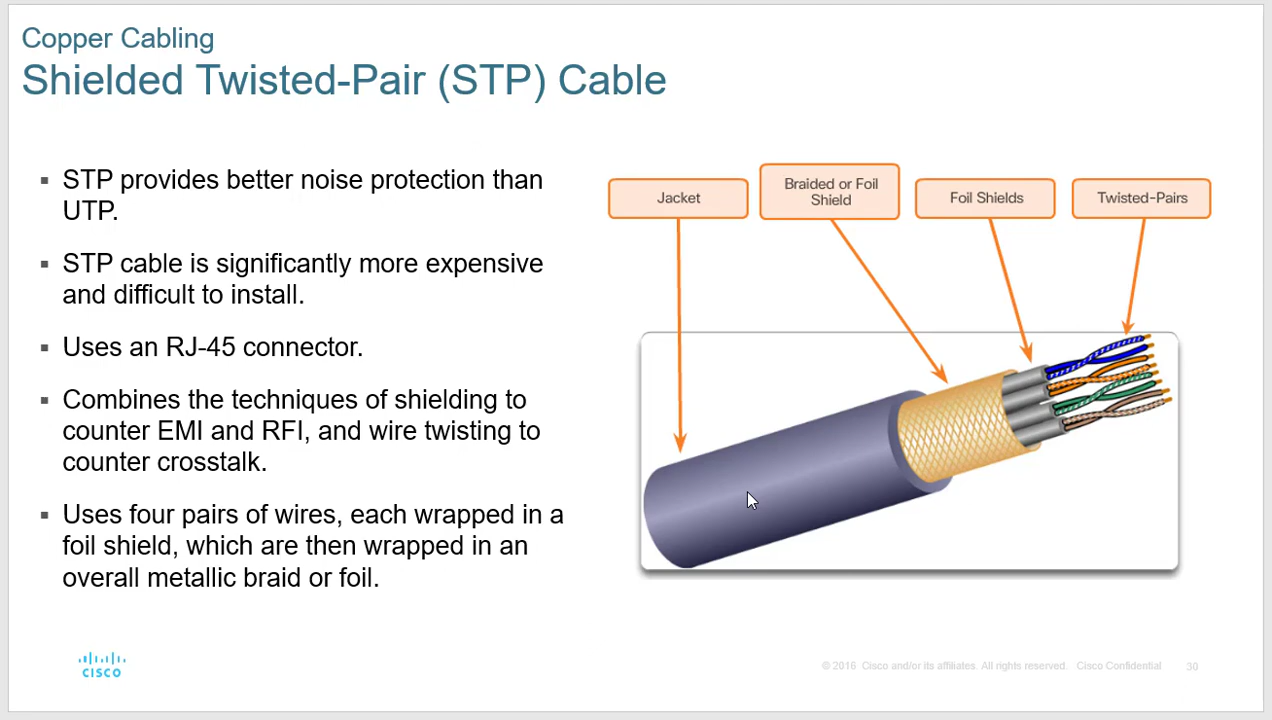 Copper Cabling
Shielded Twisted-Pair (STP) Cable
▪ STP provides better noise protection than
UTP.
▪ STP cable is significantly more expensive
and difficult to install.
▪ Uses an RJ-45 connector.
▪ Combines the techniques of shielding to
counter EMI and RFI, and wire twisting to
counter crosstalk.
▪ Uses four pairs of wires, each wrapped in a
foil shield, which are then wrapped in an
overall metallic braid or foil.
Jacket
Braided or Foil
Shield
Foil Shields
Twisted-Pairs
CISCO
© 2016 Cisco and/or its affiliates. All rights reserved. Cisco Confidential
30